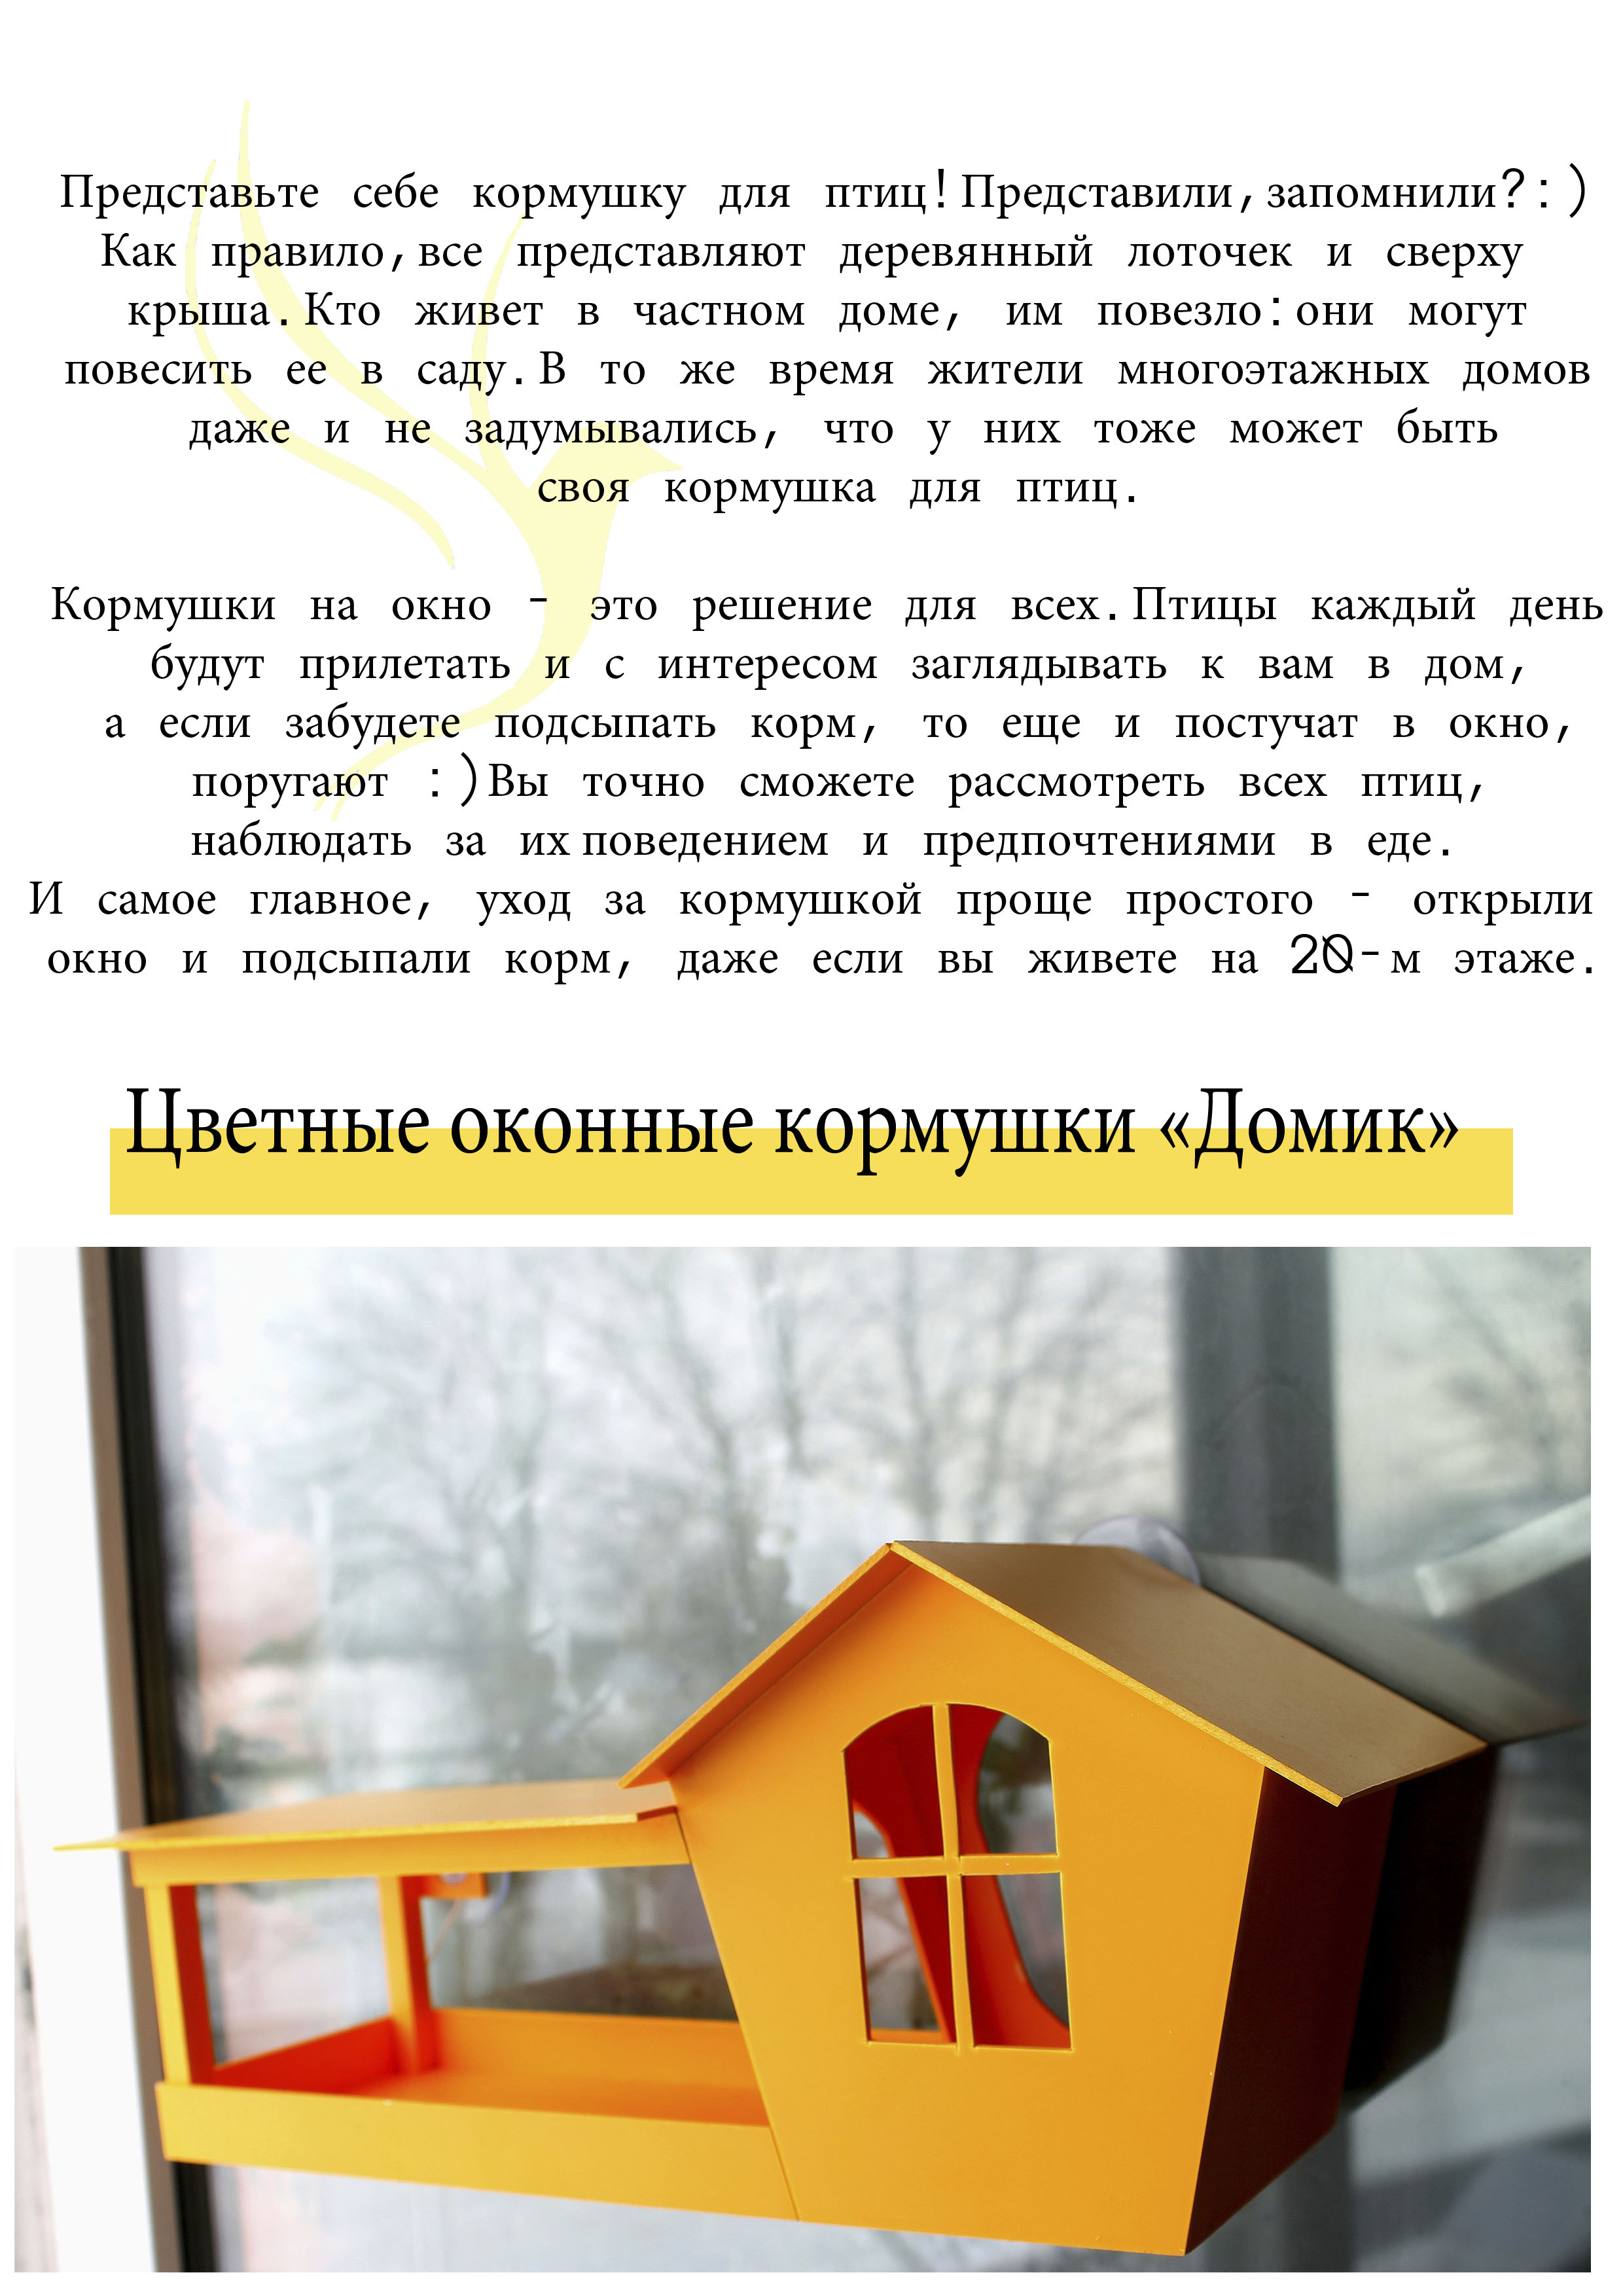 Представьте себе кормушку для птиц! Представили, запомнили? :)
Как правило, все представляют деревянный лоточек и сверху
крыша. Кто живет в частном доме, им повезло: они могут
повесить ее в саду. В то же время жители многоэтажных домов
даже и не задумывались, что у них тоже может быть
своя кормушка для птиц.
Кормушки на окно - это решение для всех. Птицы каждый день
будут прилетать и с интересом заглядывать к вам в дом,
а если забудете подсыпать корм, то еще и постучат в окно,
поругают :) Вы точно сможете рассмотреть всех птиц,
наблюдать за их поведением и предпочтениями в еде.
И самое главное, уход за кормушкой проще простого - открыли
окно и подсыпали корм, даже если вы живете на 20-м этаже.
Цветные оконные кормушки «Домик»